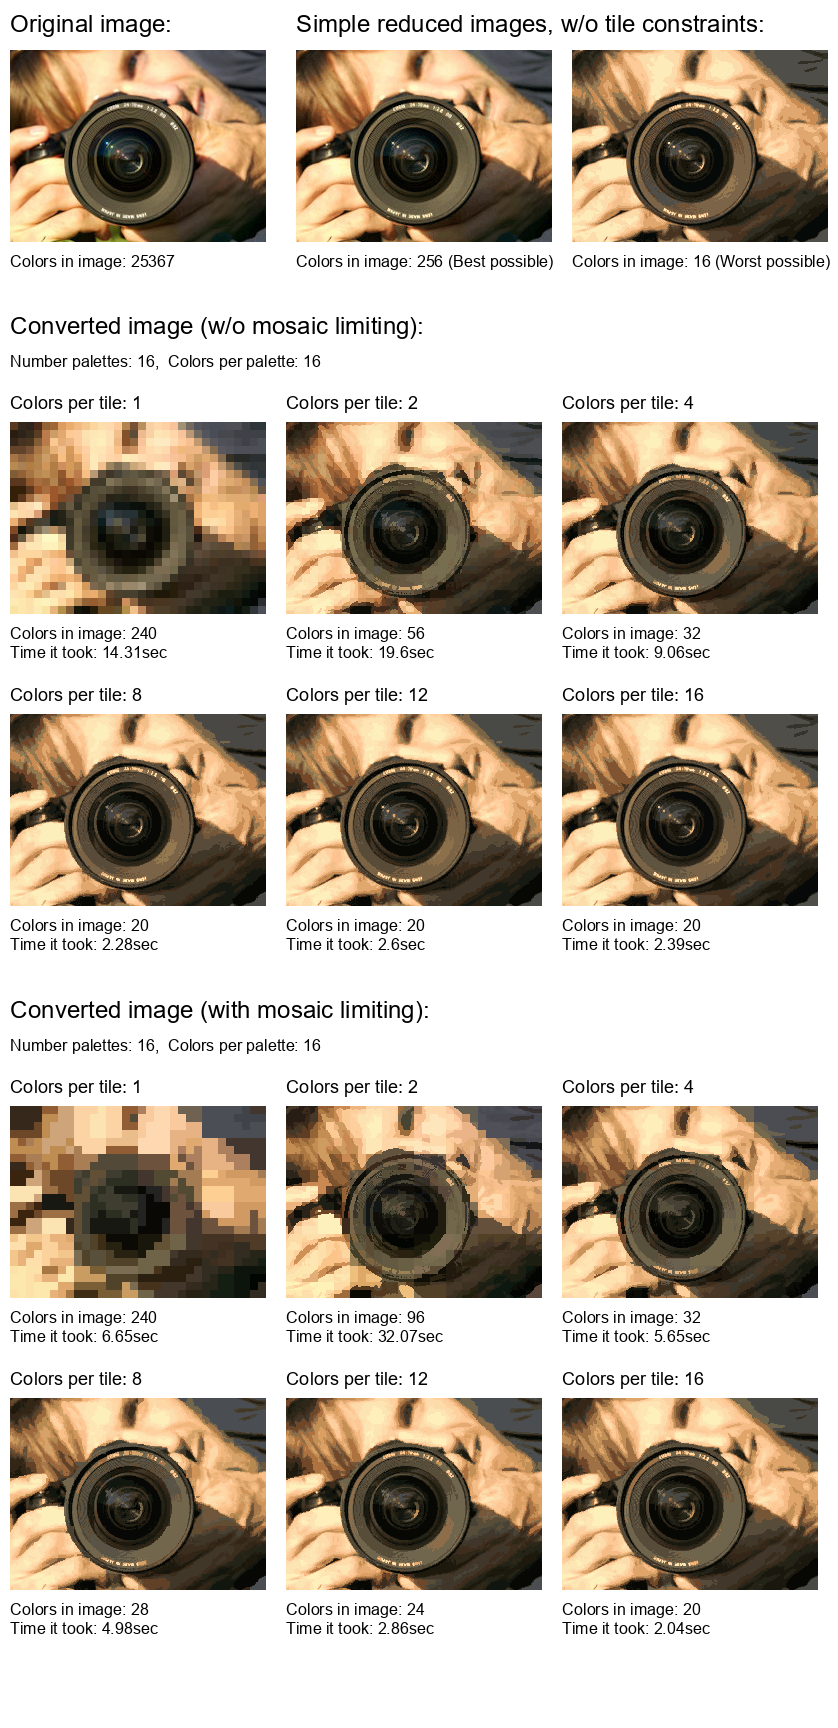 Original image:
Simple reduced images, w/o tile constraints:
Colors in image: 25367
Colors in image: 256 (Best possible)
Colors in image: 16 (Worst possible)
Converted image (w/o mosaic limiting):
Number palettes: 16,  Colors per palette: 16
Colors per tile: 1
Colors per tile: 2
Colors per tile: 4
Colors in image: 240
Time it took: 14.31sec
Colors in image: 56
Time it took: 19.6sec
Colors in image: 32
Time it took: 9.06sec
Colors per tile: 8
Colors per tile: 12
Colors per tile: 16
Colors in image: 20
Time it took: 2.28sec
Colors in image: 20
Time it took: 2.6sec
Colors in image: 20
Time it took: 2.39sec
Converted image (with mosaic limiting):
Number palettes: 16,  Colors per palette: 16
Colors per tile: 1
Colors per tile: 2
Colors per tile: 4
Colors in image: 240
Time it took: 6.65sec
Colors in image: 96
Time it took: 32.07sec
Colors in image: 32
Time it took: 5.65sec
Colors per tile: 8
Colors per tile: 12
Colors per tile: 16
Colors in image: 28
Time it took: 4.98sec
Colors in image: 24
Time it took: 2.86sec
Colors in image: 20
Time it took: 2.04sec